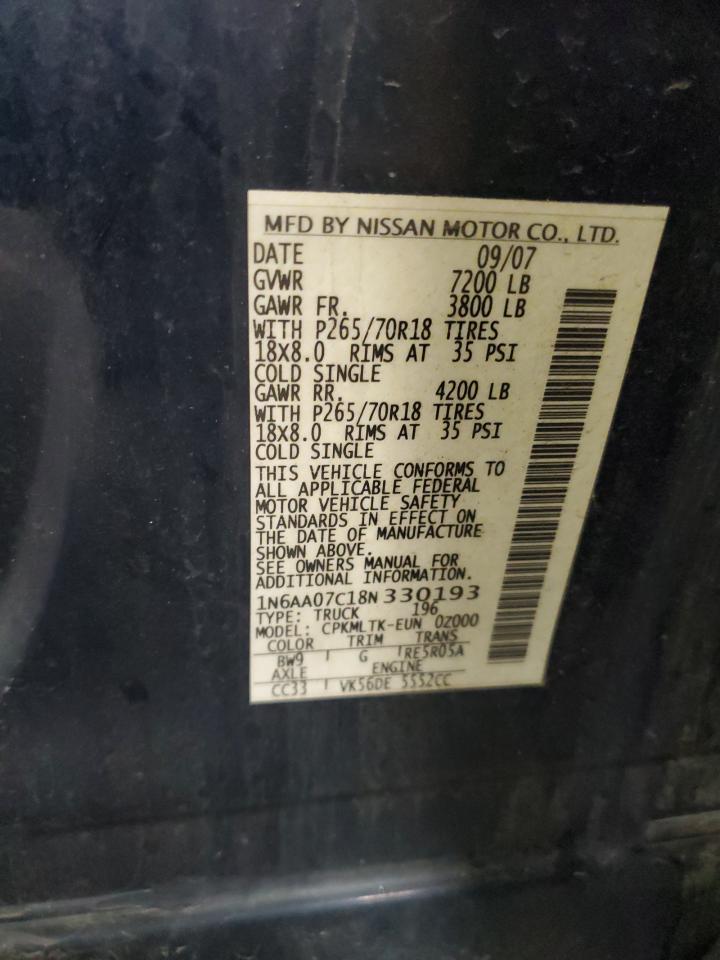 MFD BY NISSAN MOTOR CO., LTD.
DATE 09/07
GVWR 7200 LB
GAWR FR. 3800 LB
WITH P265/70R18 TIRES
18X8.0 RIMS AT 35 PSI
COLD SINGLE
GAWR RR. 4200 LB
WITH P265/70R18 TIRES
18X8.0 RIMS AT 35 PSI
COLD SINGLE
THIS VEHICLE CONFORMS TO
ALL APPLICABLE FEDERAL
MOTOR VEHICLE SAFETY
STANDARDS IN EFFECT ON
THE DATE OF MANUFACTURE
SHOWN ABOVE.
SEE OWNERS MANUAL FOR
ADDITIONAL INFORMATION.
1N6AA07C18N 330193
TYPE: TRUCK 196
MODEL: CPKMLTK-EUN 0Z000
COLOR TRIM TRANS
BW9 G RE5R05A
AXLE ENGINE
CC33 VK56DE 5552CC